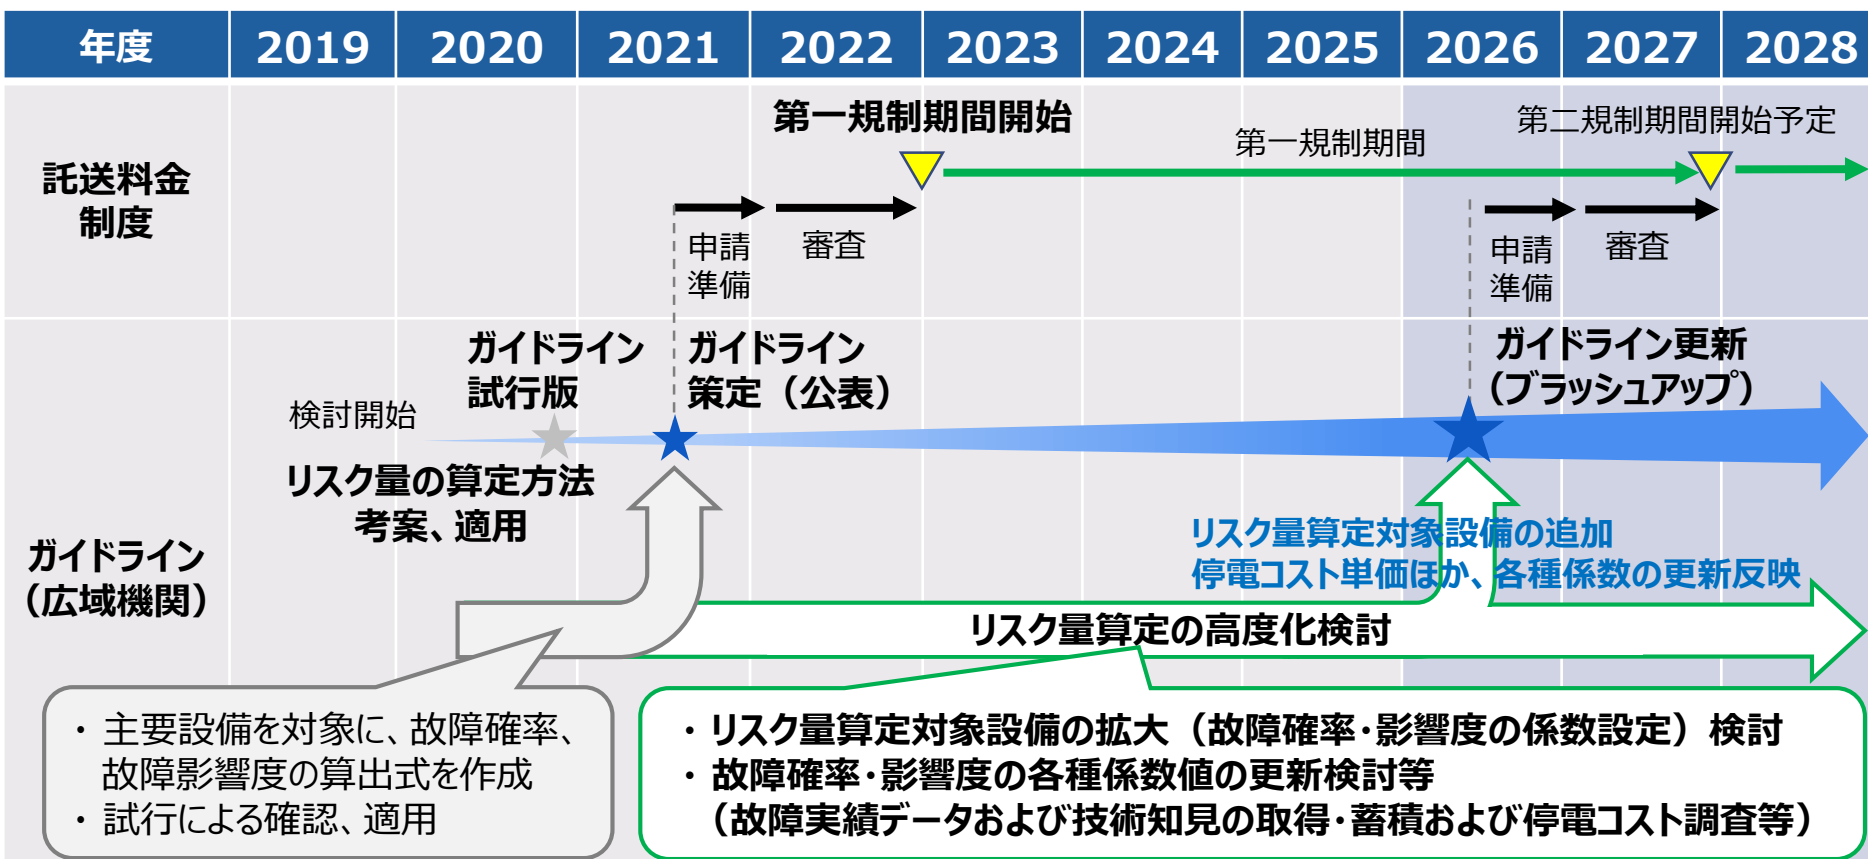 年度 2019 2020 2021 2022 2023 2024 2025 2026 2027 2028
託送料金
制度
第一規制期間開始
第一規制期間
第二規制期間開始予定
申請
準備
審査
申請
準備
審査
ガイドライン
（広域機関）
検討開始
ガイドライン
試行版
ガイドライン
策定（公表）
ガイドライン更新
（ブラッシュアップ）
リスク量の算定方法
考案、適用
リスク量算定対象設備の追加
停電コスト単価ほか、各種係数の更新反映
リスク量算定の高度化検討
・ 主要設備を対象に、故障確率、
故障影響度の算出式を作成
・ 試行による確認、適用
・ リスク量算定対象設備の拡大（故障確率・影響度の係数設定）検討
・ 故障確率・影響度の各種係数値の更新検討等
（故障実績データおよび技術知見の取得・蓄積および停電コスト調査等）